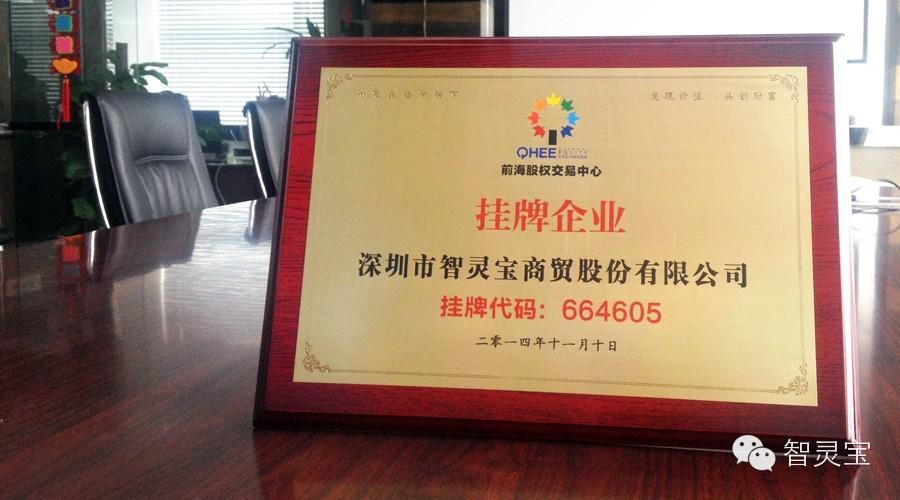 发现价值 共创财富
QHEE
EQUITY
EXCHANGE
前海股权交易中心
挂牌企业
深圳市智灵宝商贸股份有限公司
挂牌代码：664605
二零一四年十一月十日
智灵宝